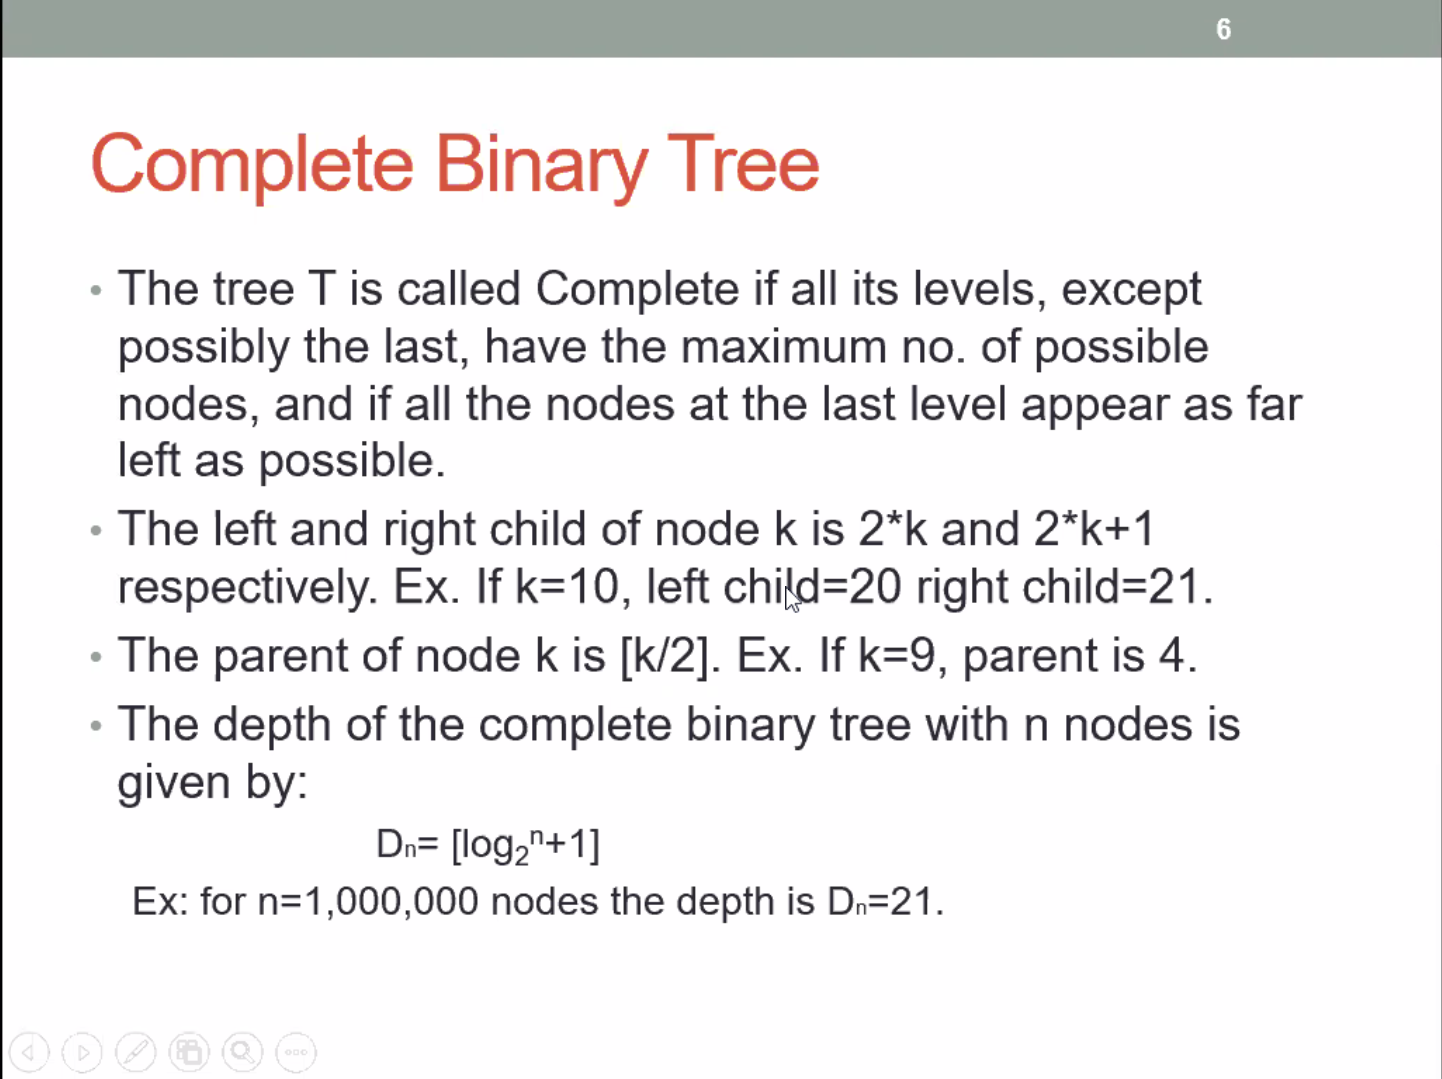 6
Complete Binary Tree
• The tree T is called Complete if all its levels, except
possibly the last, have the maximum no. of possible
nodes, and if all the nodes at the last level appear as far
left as possible.
• The left and right child of node k is 2*k and 2*k+1
respectively. Ex. If k=10, left child=20 right child=21.
• The parent of node k is [k/2]. Ex. If k=9, parent is 4.
• The depth of the complete binary tree with n nodes is
given by:
Dₙ= [log₂ⁿ+1]
Ex: for n=1,000,000 nodes the depth is Dₙ=21.